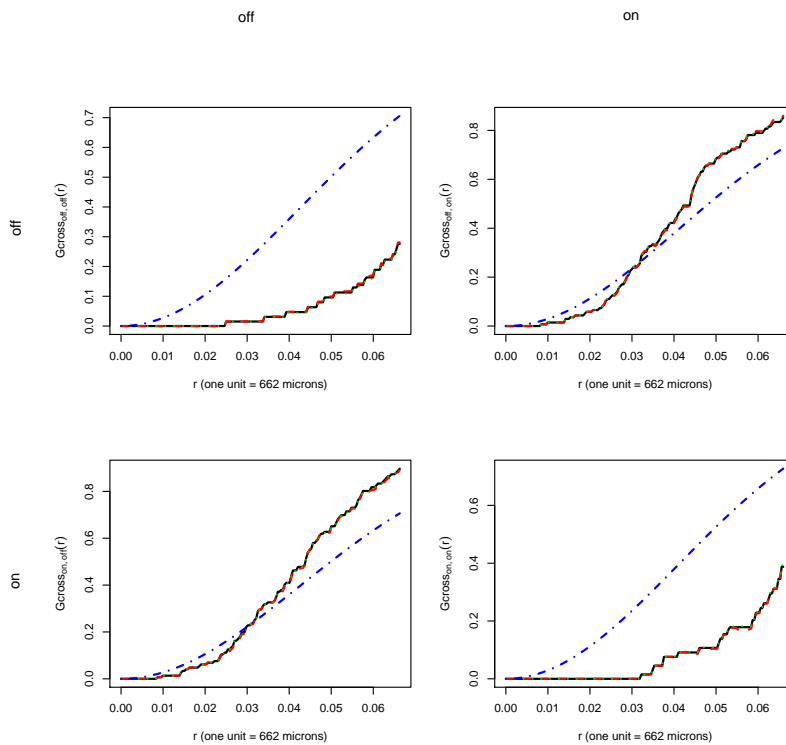 off
on
off
on
Gcross_off, off(r)
0.0 0.1 0.2 0.3 0.4 0.5 0.6 0.7
0.00 0.01 0.02 0.03 0.04 0.05 0.06
r (one unit = 662 microns)
Gcross_off, on(r)
0.0 0.2 0.4 0.6 0.8
0.00 0.01 0.02 0.03 0.04 0.05 0.06
r (one unit = 662 microns)
Gcross_on, off(r)
0.0 0.2 0.4 0.6 0.8
0.00 0.01 0.02 0.03 0.04 0.05 0.06
r (one unit = 662 microns)
Gcross_on, on(r)
0.0 0.2 0.4 0.6
0.00 0.01 0.02 0.03 0.04 0.05 0.06
r (one unit = 662 microns)